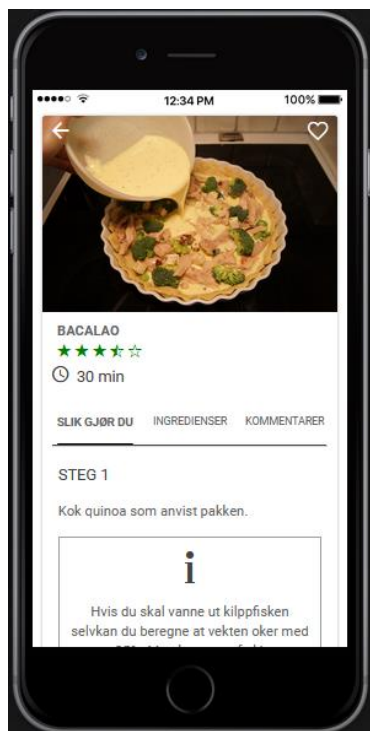 12:34 PM
100%
BACALAO
30 min
SLIK GJØR DU
INGREDIENSER
KOMMENTARER
STEG 1
Kok quinoa som anvist pakken.
i
Hvis du skal vanne ut kilppfisken
selvkan du beregne at vekten oker med